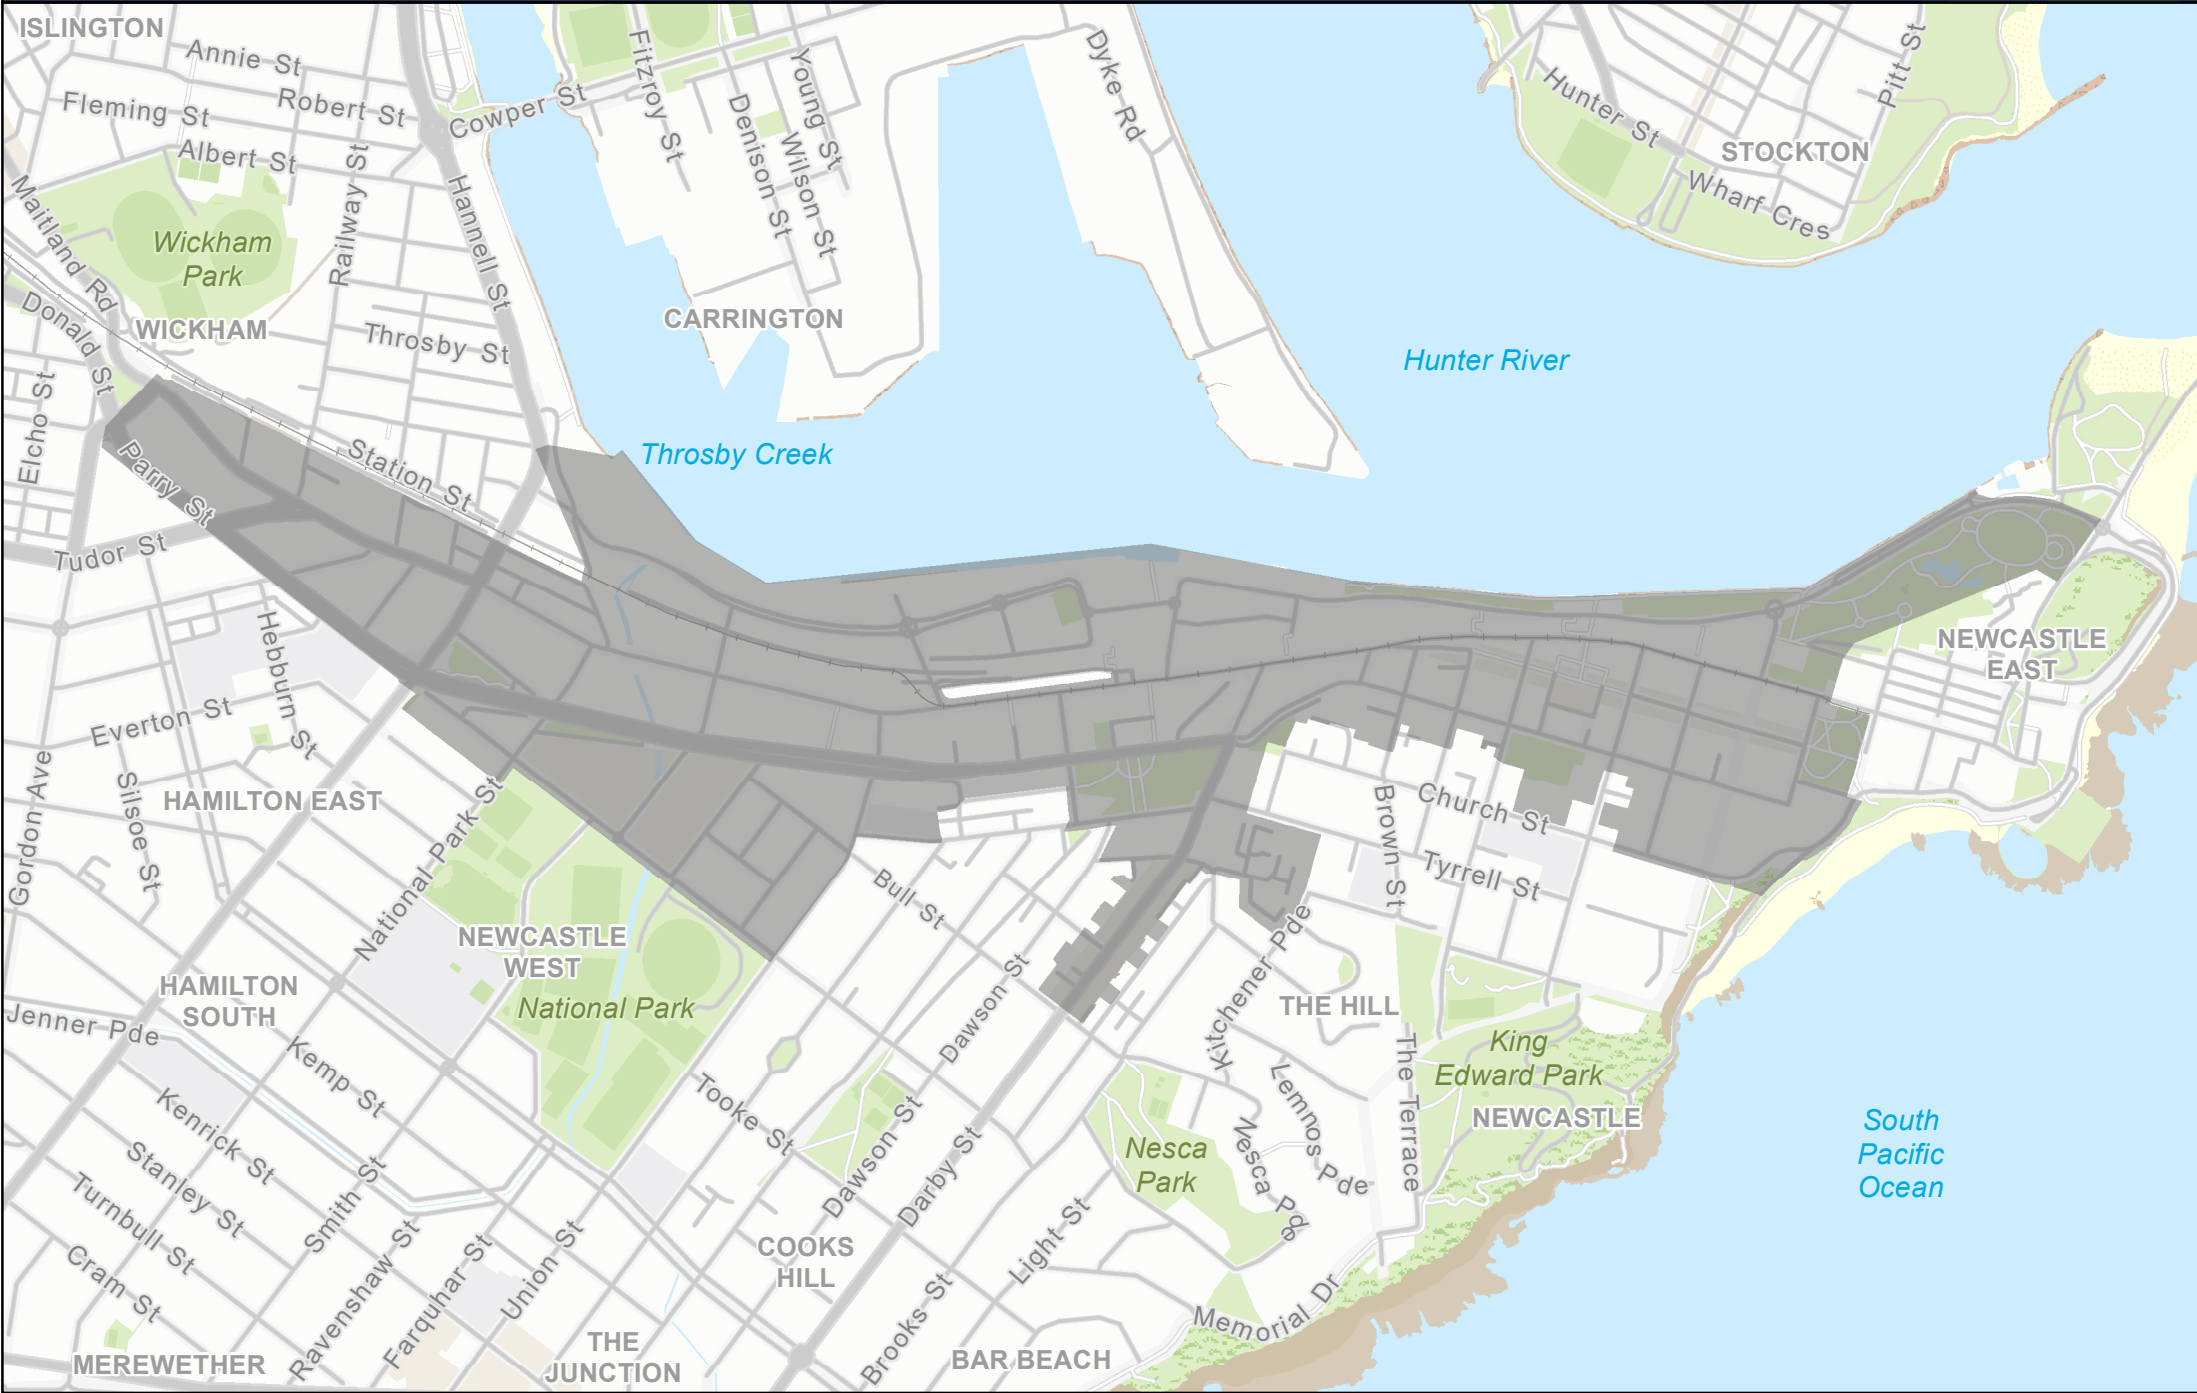 ISLINGTON
Annie St
Robert St
Fleming St
Albert St
Railway St
Maitland Rd
Wickham
Park
WICKHAM
Donald St
Elcho St
Throsby St
Hannell St
Cowper St
Fitzroy St
Denison St
Young St
Wilson St
Dyke Rd
CARRINGTON
Hunter St
Pitt St
STOCKTON
Wharf Cres
Hunter River
Throsby Creek
Station St
Parry St
Tudor St
Hebburn St
Everton St
Silsoe St
Gordon Ave
HAMILTON EAST
National Park St
NEWCASTLE
WEST
National Park
HAMILTON
SOUTH
Jenner Pde
Kemp St
Kenrick St
Stanley St
Turnbull St
Cram St
Smith St
Ravenshaw St
Farquhar St
Union St
MEREWETHER
THE
JUNCTION
Tooke St
Bull St
Dawson St
Dawson St
Darby St
COOKS
HILL
Brooks St
Light St
BAR BEACH
Memorial Dr
Nesca
Park
Nesca Pde
Lemnos Pde
Kitchener Pde
THE HILL
The Terrace
Brown St
Church St
Tyrrell St
King
Edward Park
NEWCASTLE
NEWCASTLE
EAST
South
Pacific
Ocean